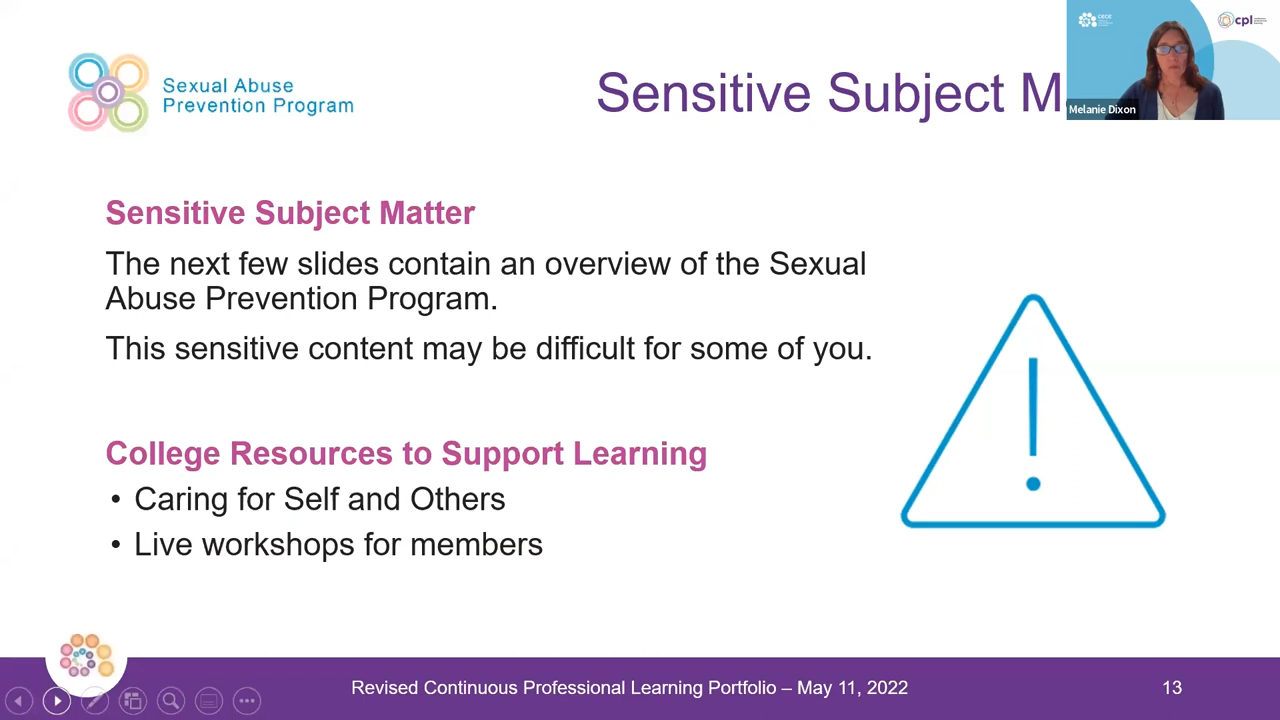 CECE
cpl
Sexual Abuse
Prevention Program
Sensitive Subject M
Melanie Dixon
Sensitive Subject Matter
The next few slides contain an overview of the Sexual
Abuse Prevention Program.
This sensitive content may be difficult for some of you.
College Resources to Support Learning
• Caring for Self and Others
• Live workshops for members
Revised Continuous Professional Learning Portfolio – May 11, 2022
13